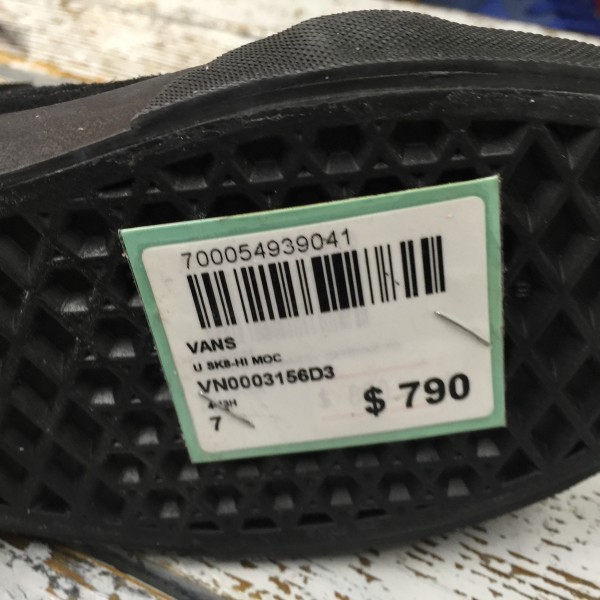 700054939041
VANS
U SK8-HI MOC
VN0003156D3
7
$ 790